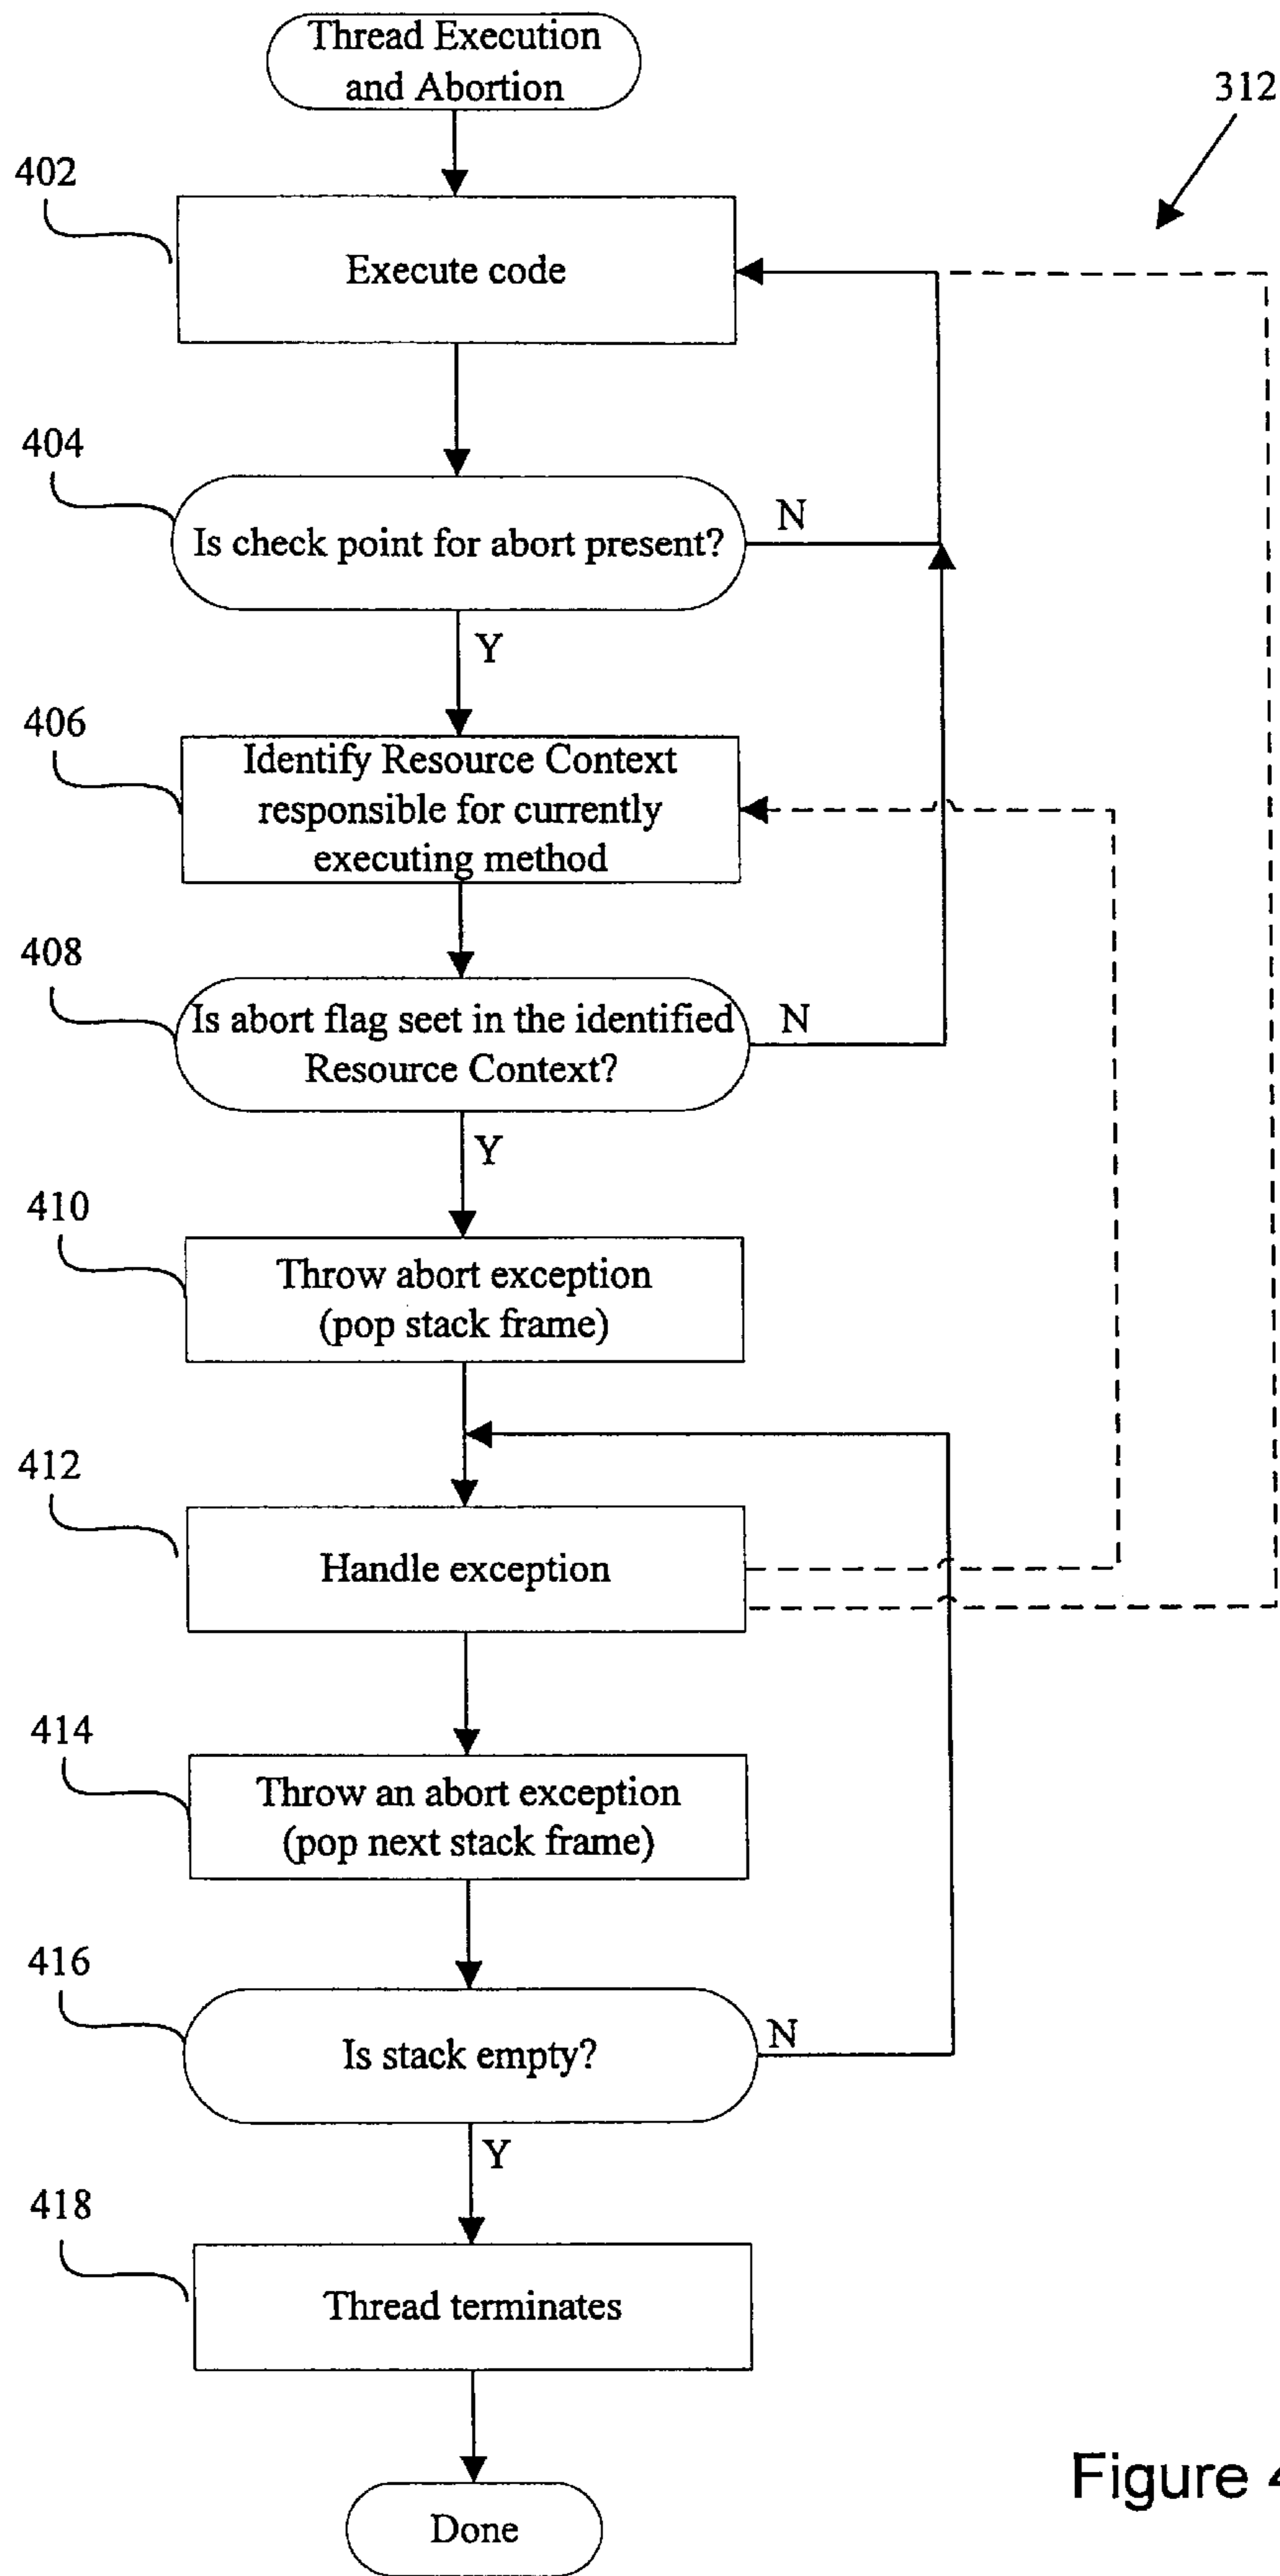 Thread Execution
and Abortion
312
402
Execute code
404
Is check point for abort present?
N
Y
406
Identify Resource Context
responsible for currently
executing method
408
Is abort flag seet in the identified
Resource Context?
N
Y
410
Throw abort exception
(pop stack frame)
412
Handle exception
414
Throw an abort exception
(pop next stack frame)
416
Is stack empty?
N
Y
418
Thread terminates
Done
Figure 4